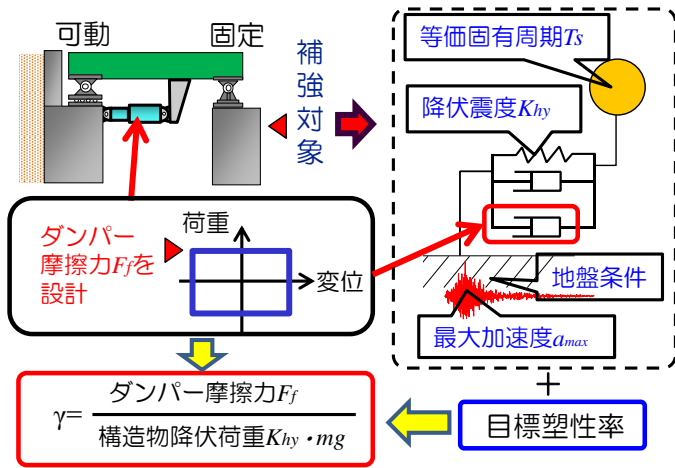 可動
固定
補強対象
等価固有周期Ts
降伏震度Khy
ダンパー
摩擦力Ffを
設計
荷重
変位
地盤条件
最大加速度amax
+
目標塑性率
γ=
ダンパー摩擦力Ff
構造物降伏荷重Khy・mg